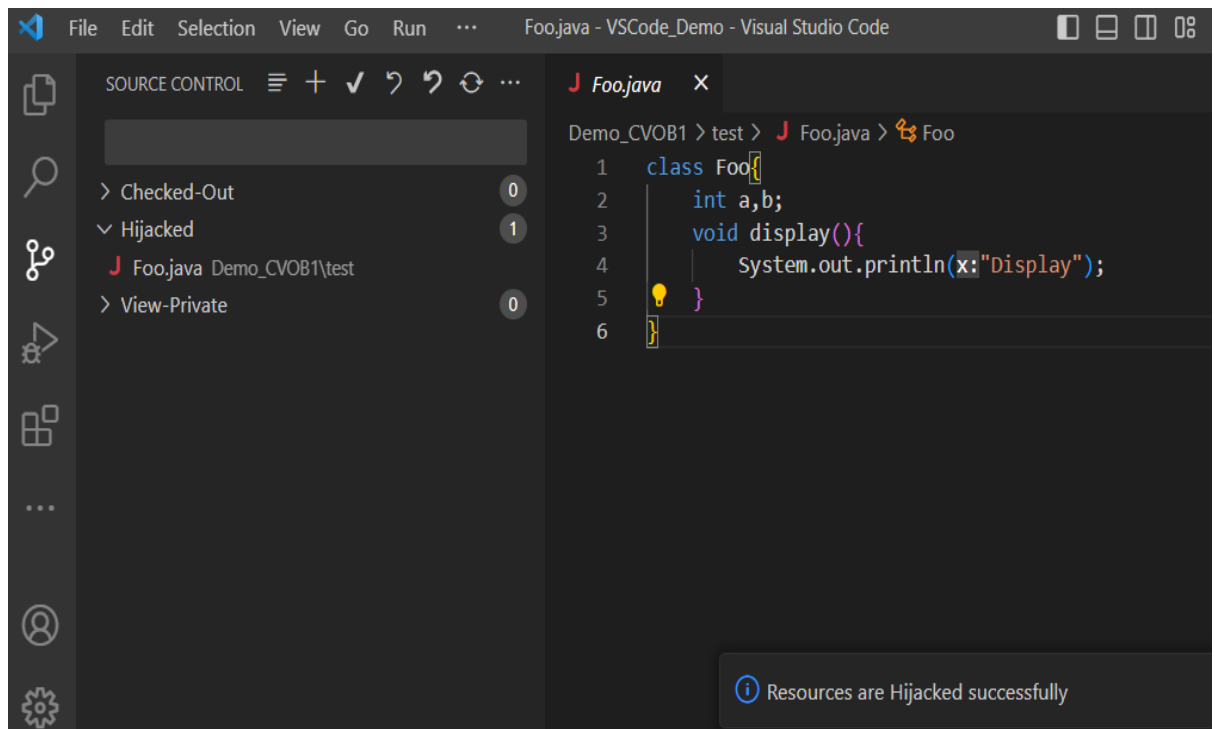 File Edit Selection View Go Run ··· Foo.java - VSCode_Demo - Visual Studio Code
SOURCE CONTROL
Checked-Out 0
Hijacked 1
J Foo.java Demo_CVOB1\test
View-Private 0
J Foo.java X
Demo_CVOB1 > test > J Foo.java > Foo
1 class Foo{
2 int a,b;
3 void display(){
4 System.out.println(x:"Display");
5 }
6 }
Resources are Hijacked successfully